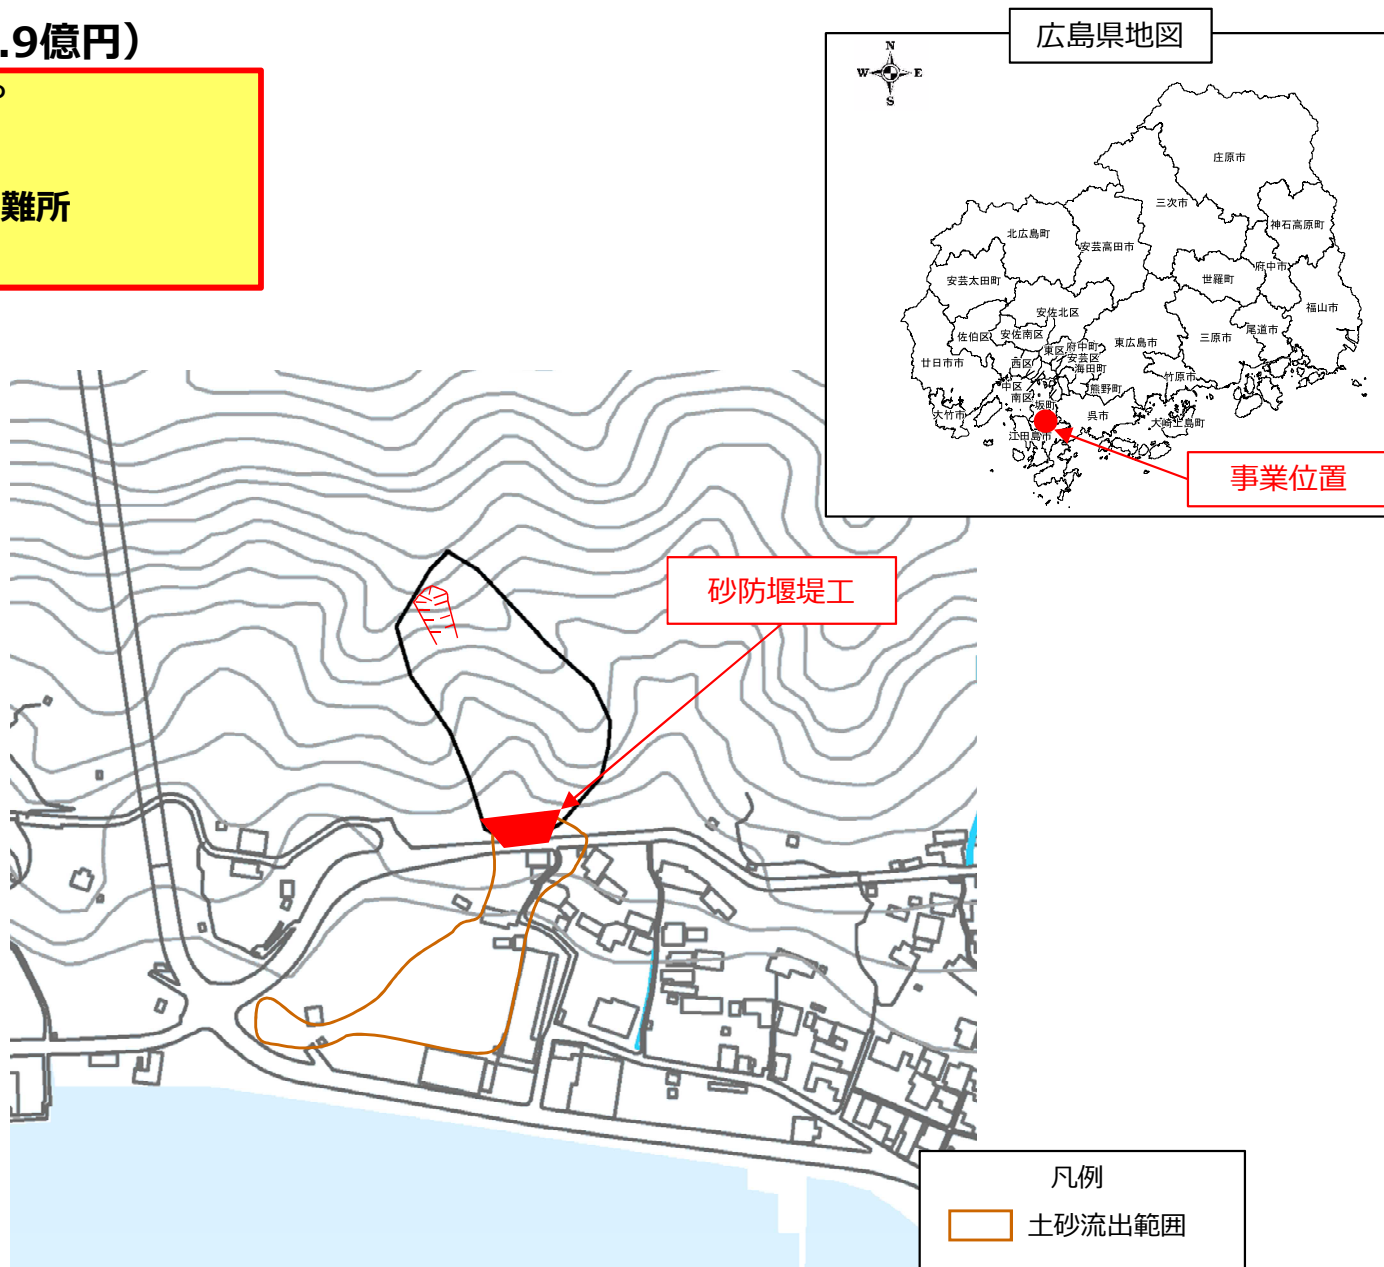 .9億円）
。
難所
広島県地図
N
W E
S
庄原市
三次市
神石高原町
北広島町
安芸高田市
府中市
世羅町
安芸太田町
福山市
安佐北区
尾道市
佐伯区
安佐南区
三原市
東広島市
府中町
東区
安芸区
西区
廿日市市
海田町
竹原市
中区
熊野町
南区
坂町
大竹市
呉市
大崎上島町
江田島市
事業位置
砂防堰堤工
凡例
土砂流出範囲